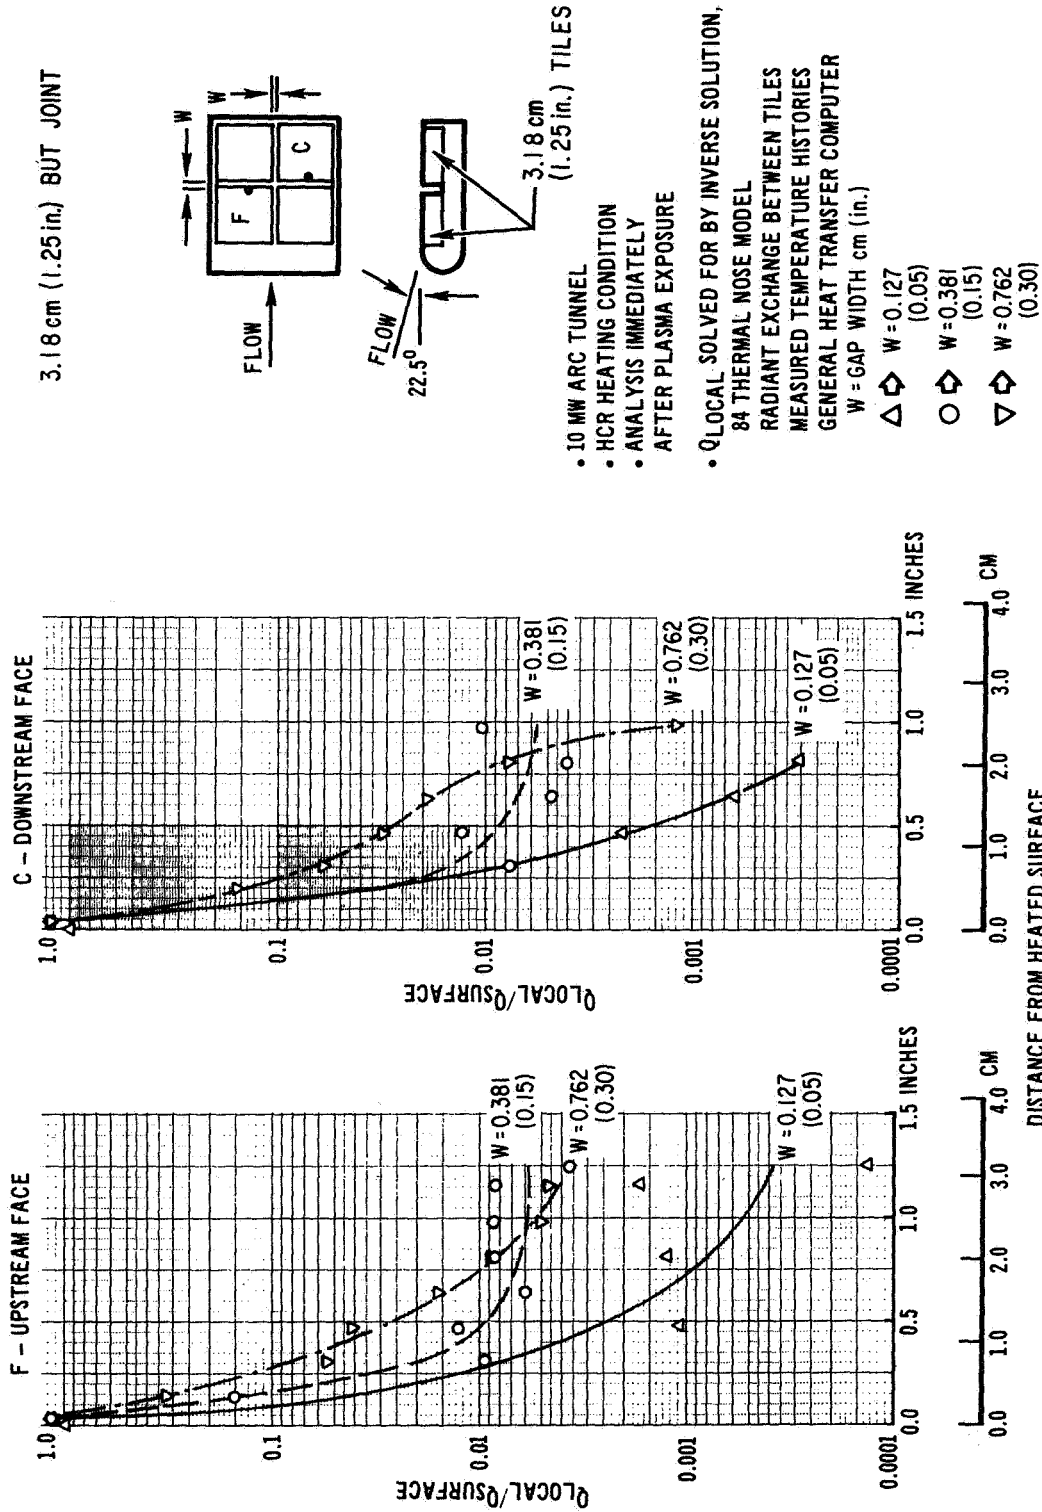 3.18 cm (1.25 in.) BUT JOINT
W
W
F
C
FLOW
FLOW
22.5°
3.18 cm
(1.25 in.) TILES
• 10 MW ARC TUNNEL
• HCR HEATING CONDITION
• ANALYSIS IMMEDIATELY
AFTER PLASMA EXPOSURE
• QLOCAL SOLVED FOR BY INVERSE SOLUTION,
84 THERMAL NOSE MODEL
RADIANT EXCHANGE BETWEEN TILES
MEASURED TEMPERATURE HISTORIES
GENERAL HEAT TRANSFER COMPUTER
W = GAP WIDTH cm (in.)
W = 0.127
(0.05)
W = 0.381
(0.15)
W = 0.762
(0.30)
F - UPSTREAM FACE
QLOCAL/QSURFACE
1.0
0.1
0.01
0.001
0.0001
W = 0.381
(0.15)
W = 0.762
(0.30)
W = 0.127
(0.05)
0.0
0.5
1.0
1.5 INCHES
0.0
1.0
2.0
3.0
4.0 CM
C - DOWNSTREAM FACE
QLOCAL/QSURFACE
1.0
0.1
0.01
0.001
0.0001
W = 0.381
(0.15)
W = 0.762
(0.30)
W = 0.127
(0.05)
0.0
0.5
1.0
1.5 INCHES
0.0
1.0
2.0
3.0
4.0 CM
DISTANCE FROM HEATED SURFACE